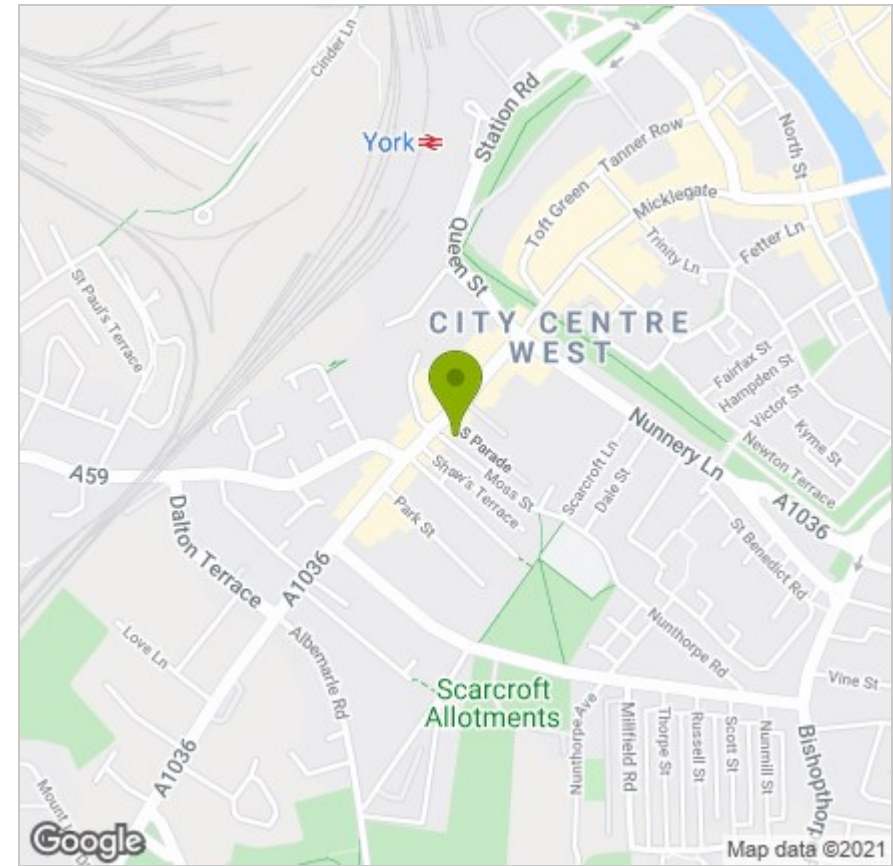 Cinder Ln
Station Rd
York
North St
Tanner Row
Toft Green
Micklegate
Queen St
Trinity Ln
Fetter Ln
St Paul's Terrace
CITY CENTRE
WEST
Fairfax St
Hampden St
Victor St
Kyme St
Newton Terrace
Nunnery Ln
S Parade
A59
Shaw's Terrace
Moss St
Scarcroft Ln
Dale St
Park St
A1036
St Benedict Rd
Dalton Terrace
A1036
Nunthorpe Rd
Love Ln
Albemarle Rd
Vine St
Scarcroft
Allotments
Nunthorpe Ave
Millfield Rd
Thorpe St
Russell St
Scott St
Nunmill St
Bishopthorp
A1036
Mount
Google
Map data ©2021